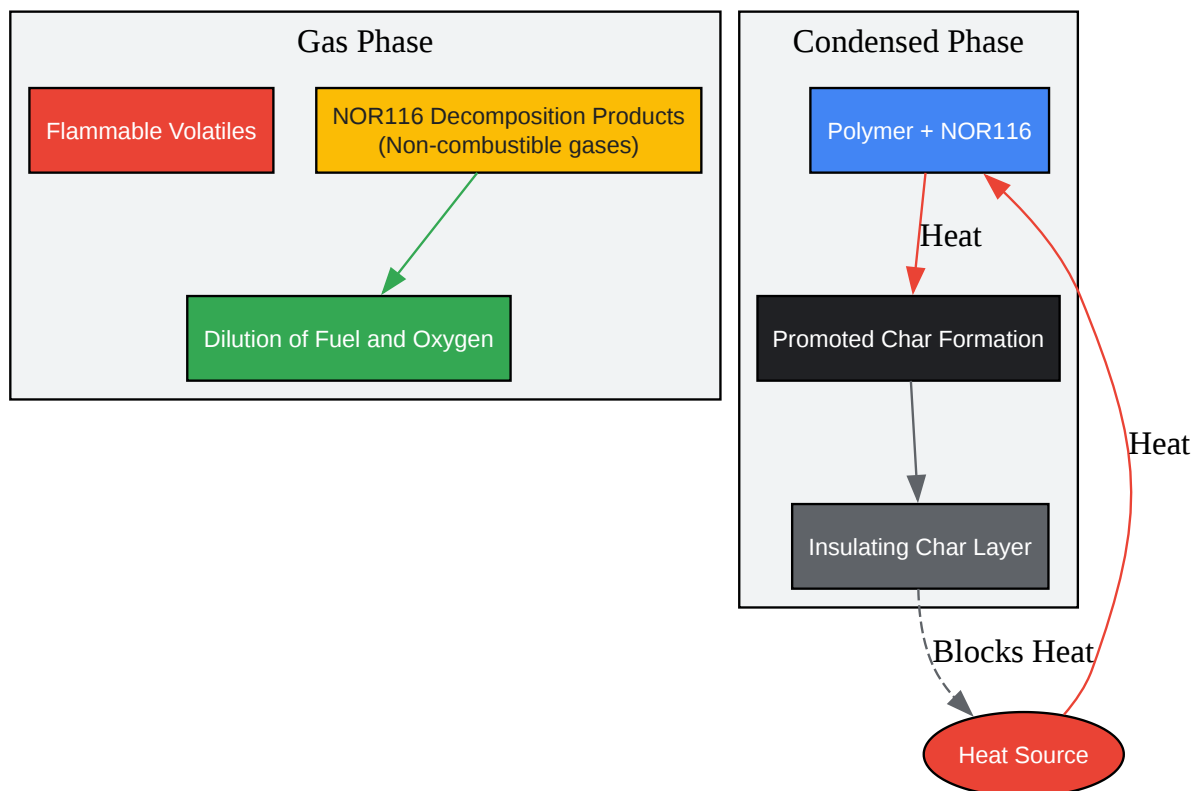 Gas Phase
Flammable Volatiles
NOR116 Decomposition Products
(Non-combustible gases)
Dilution of Fuel and Oxygen
Condensed Phase
Polymer + NOR116
Heat
Promoted Char Formation
Heat
Insulating Char Layer
Blocks Heat
Heat Source